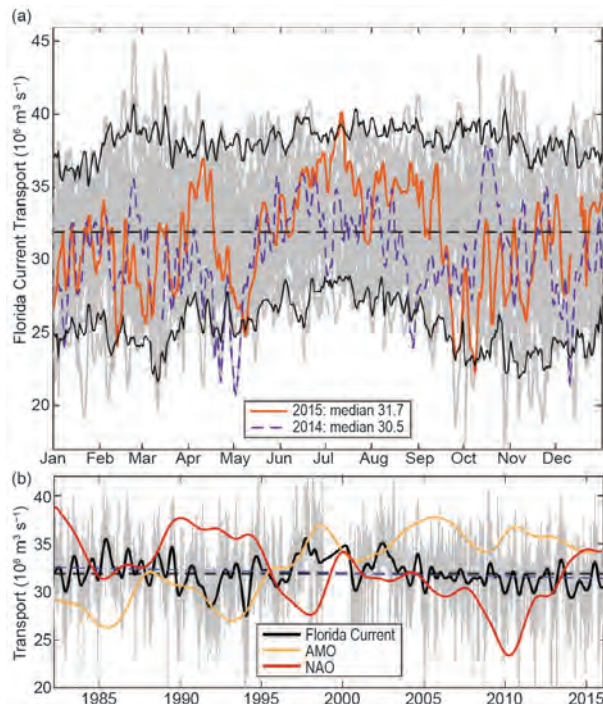 (a)
45
40
35
30
25
20
Florida Current Transport (10⁶ m³ s⁻¹)
2015: median 31.7
2014: median 30.5
Jan Feb Mar Apr May Jun Jul Aug Sep Oct Nov Dec
(b)
40
35
30
25
20
Transport (10⁶ m³ s⁻¹)
Florida Current
AMO
NAO
1985 1990 1995 2000 2005 2010 2015